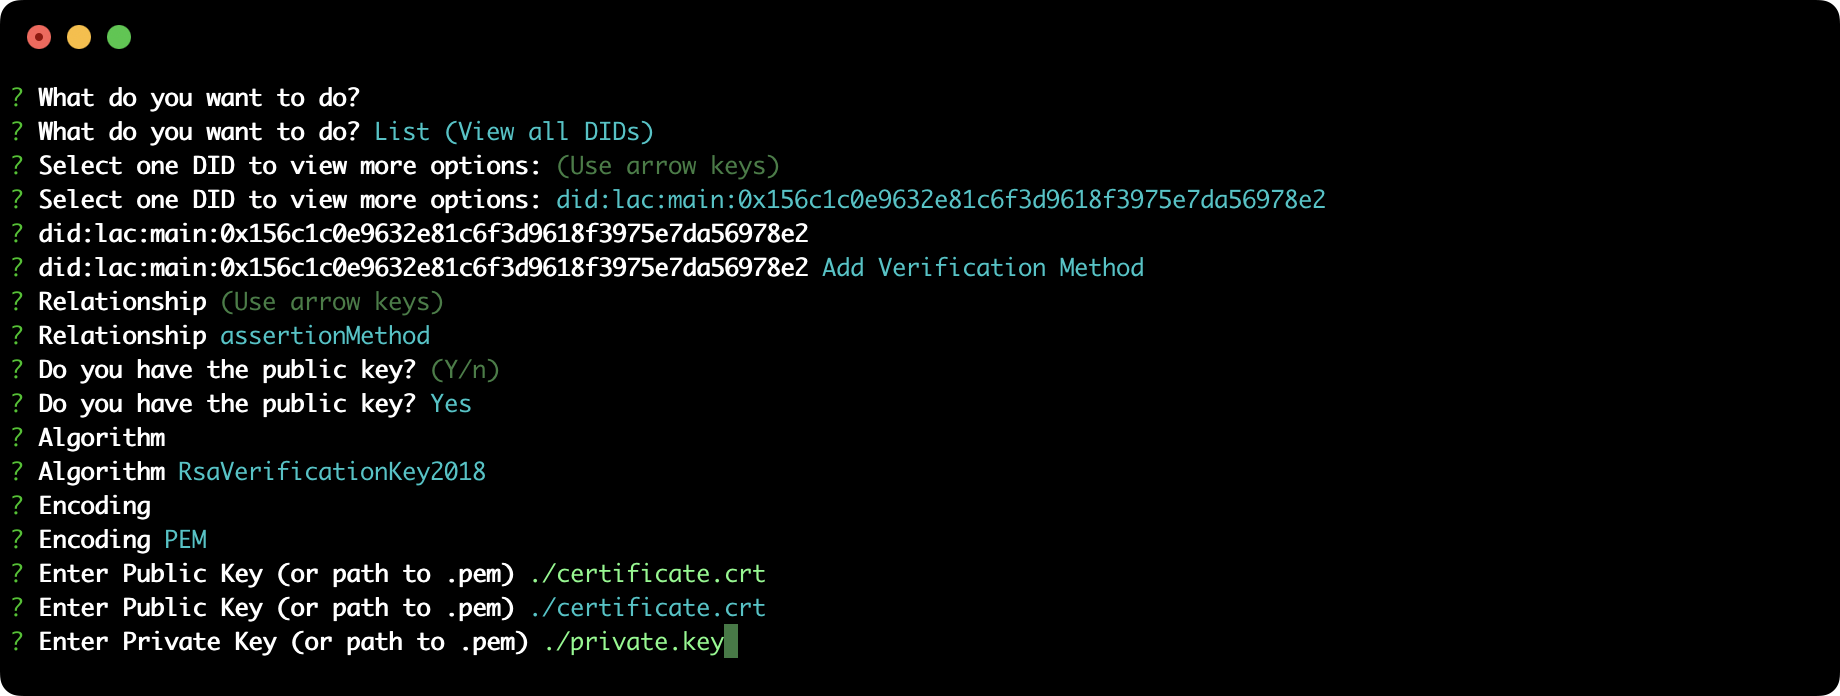 ? What do you want to do?
? What do you want to do? List (View all DIDs)
? Select one DID to view more options: (Use arrow keys)
? Select one DID to view more options: did:lac:main:0x156c1c0e9632e81c6f3d9618f3975e7da56978e2
? did:lac:main:0x156c1c0e9632e81c6f3d9618f3975e7da56978e2
? did:lac:main:0x156c1c0e9632e81c6f3d9618f3975e7da56978e2 Add Verification Method
? Relationship (Use arrow keys)
? Relationship assertionMethod
? Do you have the public key? (Y/n)
? Do you have the public key? Yes
? Algorithm
? Algorithm RsaVerificationKey2018
? Encoding
? Encoding PEM
? Enter Public Key (or path to .pem) ./certificate.crt
? Enter Public Key (or path to .pem) ./certificate.crt
? Enter Private Key (or path to .pem) ./private.key